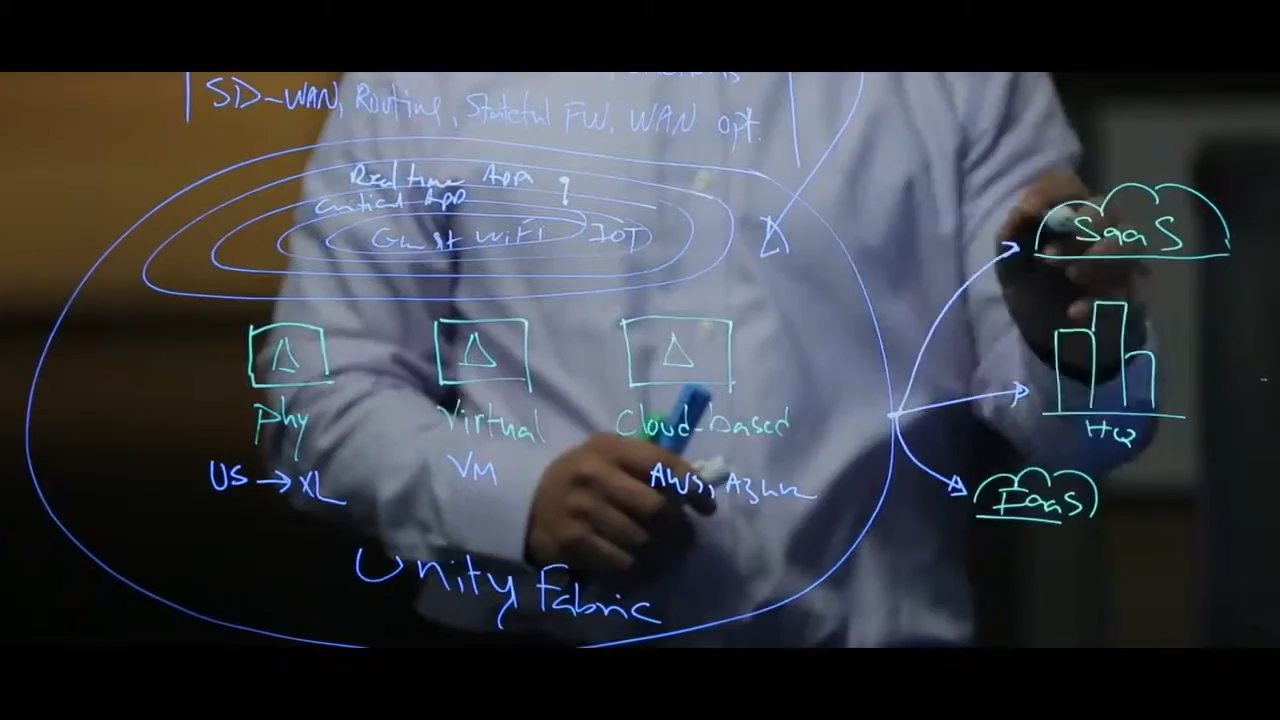 SD-WAN, Routing, Stateful FW, WAN opt.
Real time App
Critical App
Guest WiFi IOT
SaaS
HQ
Phy Virtual Cloud-based
US → XL VM AWS, Azure
IaaS
Unity Fabric